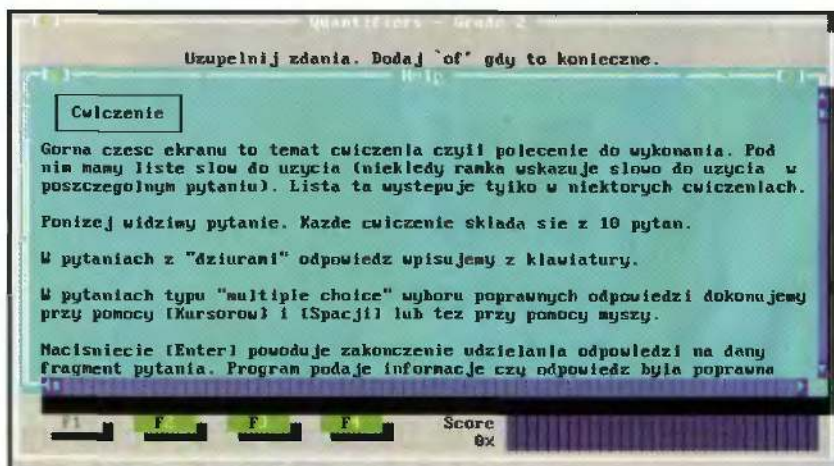 Quantifiers - Grade 2
Uzupelnij zdania. Dodaj `of' gdy to konieczne.
Help
Cwiczenie
Gorna czesc ekranu to temat cwiczenia czyli polecenie do wykonania. Pod
nim mamy liste slow do uzycia (niekiedy ramka wskazuje slowo do uzycia w
poszczegolnym pytaniu). Lista ta wystepuje tylko w niektorych cwiczeniach.
Ponizej widzimy pytanie. Kazde cwiczenie sklada sie z 10 pytan.
W pytaniach z "dziurami" odpowiedz wpisujemy z klawiatury.
W pytaniach typu "multiple choice" wyboru poprawnych odpowiedzi dokonujemy
przy pomocy [Kursorow] i [Spacji] lub tez przy pomocy myszy.
Nacisniecie [Enter] powoduje zakonczenie udzielania odpowiedzi na dany
fragment pytania. Program podaje informacje czy odpowiedz byla poprawna
F1 F2 F3 F4 Score
0%